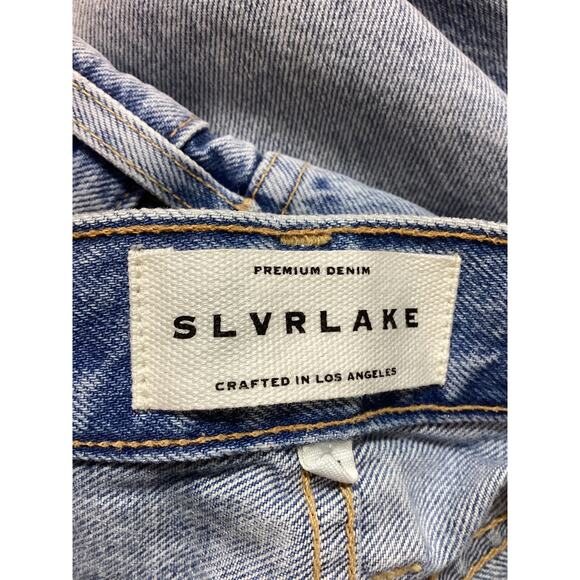 PREMIUM DENIM
SLVRLAKE
CRAFTED IN LOS ANGELES